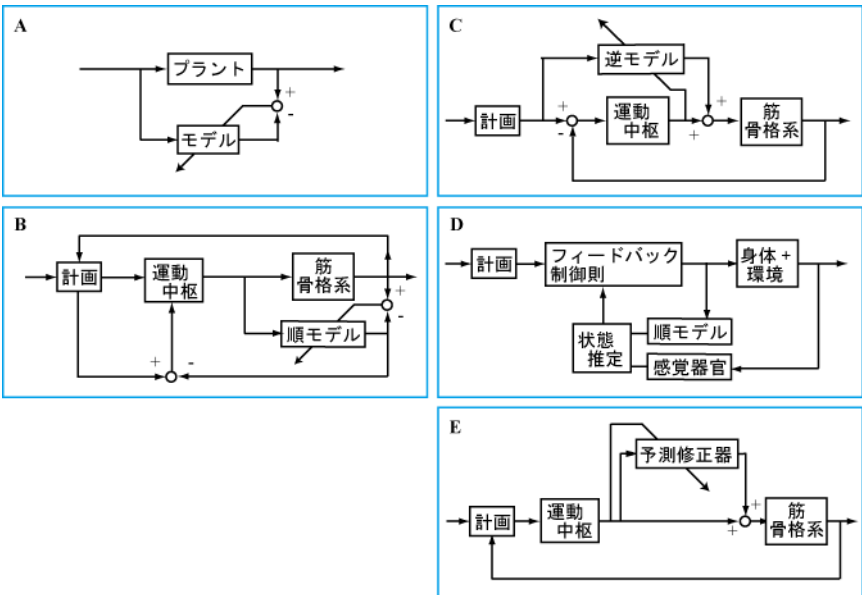 A
プラント
+
-
モデル
B
計画
運動
中枢
筋
骨格系
+
-
順モデル
+
-
C
逆モデル
計画
+
-
運動
中枢
+
+
筋
骨格系
D
計画
フィードバック
制御則
身体+
環境
状態
推定
順モデル
感覚器官
E
予測修正器
計画
運動
中枢
+
+
筋
骨格系